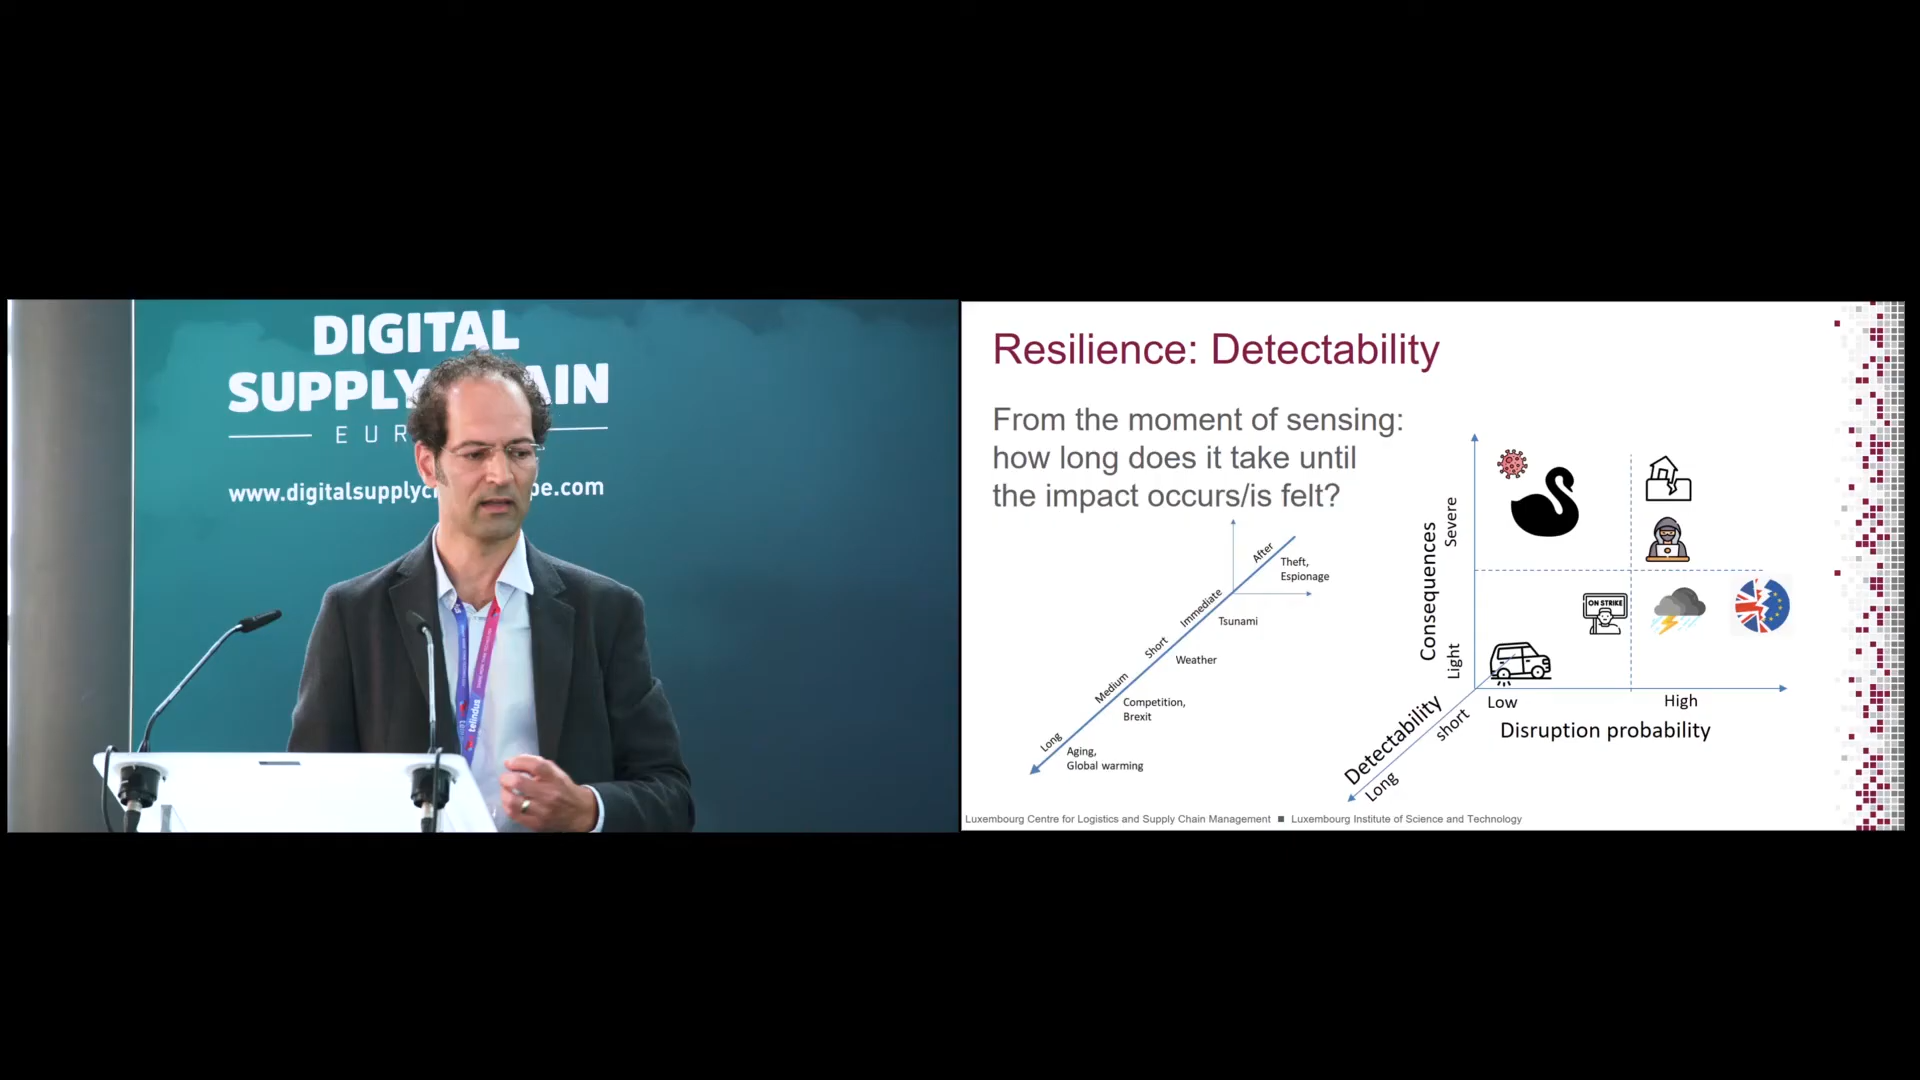 DIGITAL
SUPPLY AIN
EUR
www.digitalsupplyc pe.com
telindus
Resilience: Detectability
From the moment of sensing:
how long does it take until
the impact occurs/is felt?
After
Theft,
Espionage
Immediate
Tsunami
Short
Weather
Medium
Competition,
Brexit
Long
Aging,
Global warming
Consequences
Severe
Light
ON STRIKE
Low
High
Disruption probability
Detectability
short
Long
Luxembourg Centre for Logistics and Supply Chain Management ■ Luxembourg Institute of Science and Technology